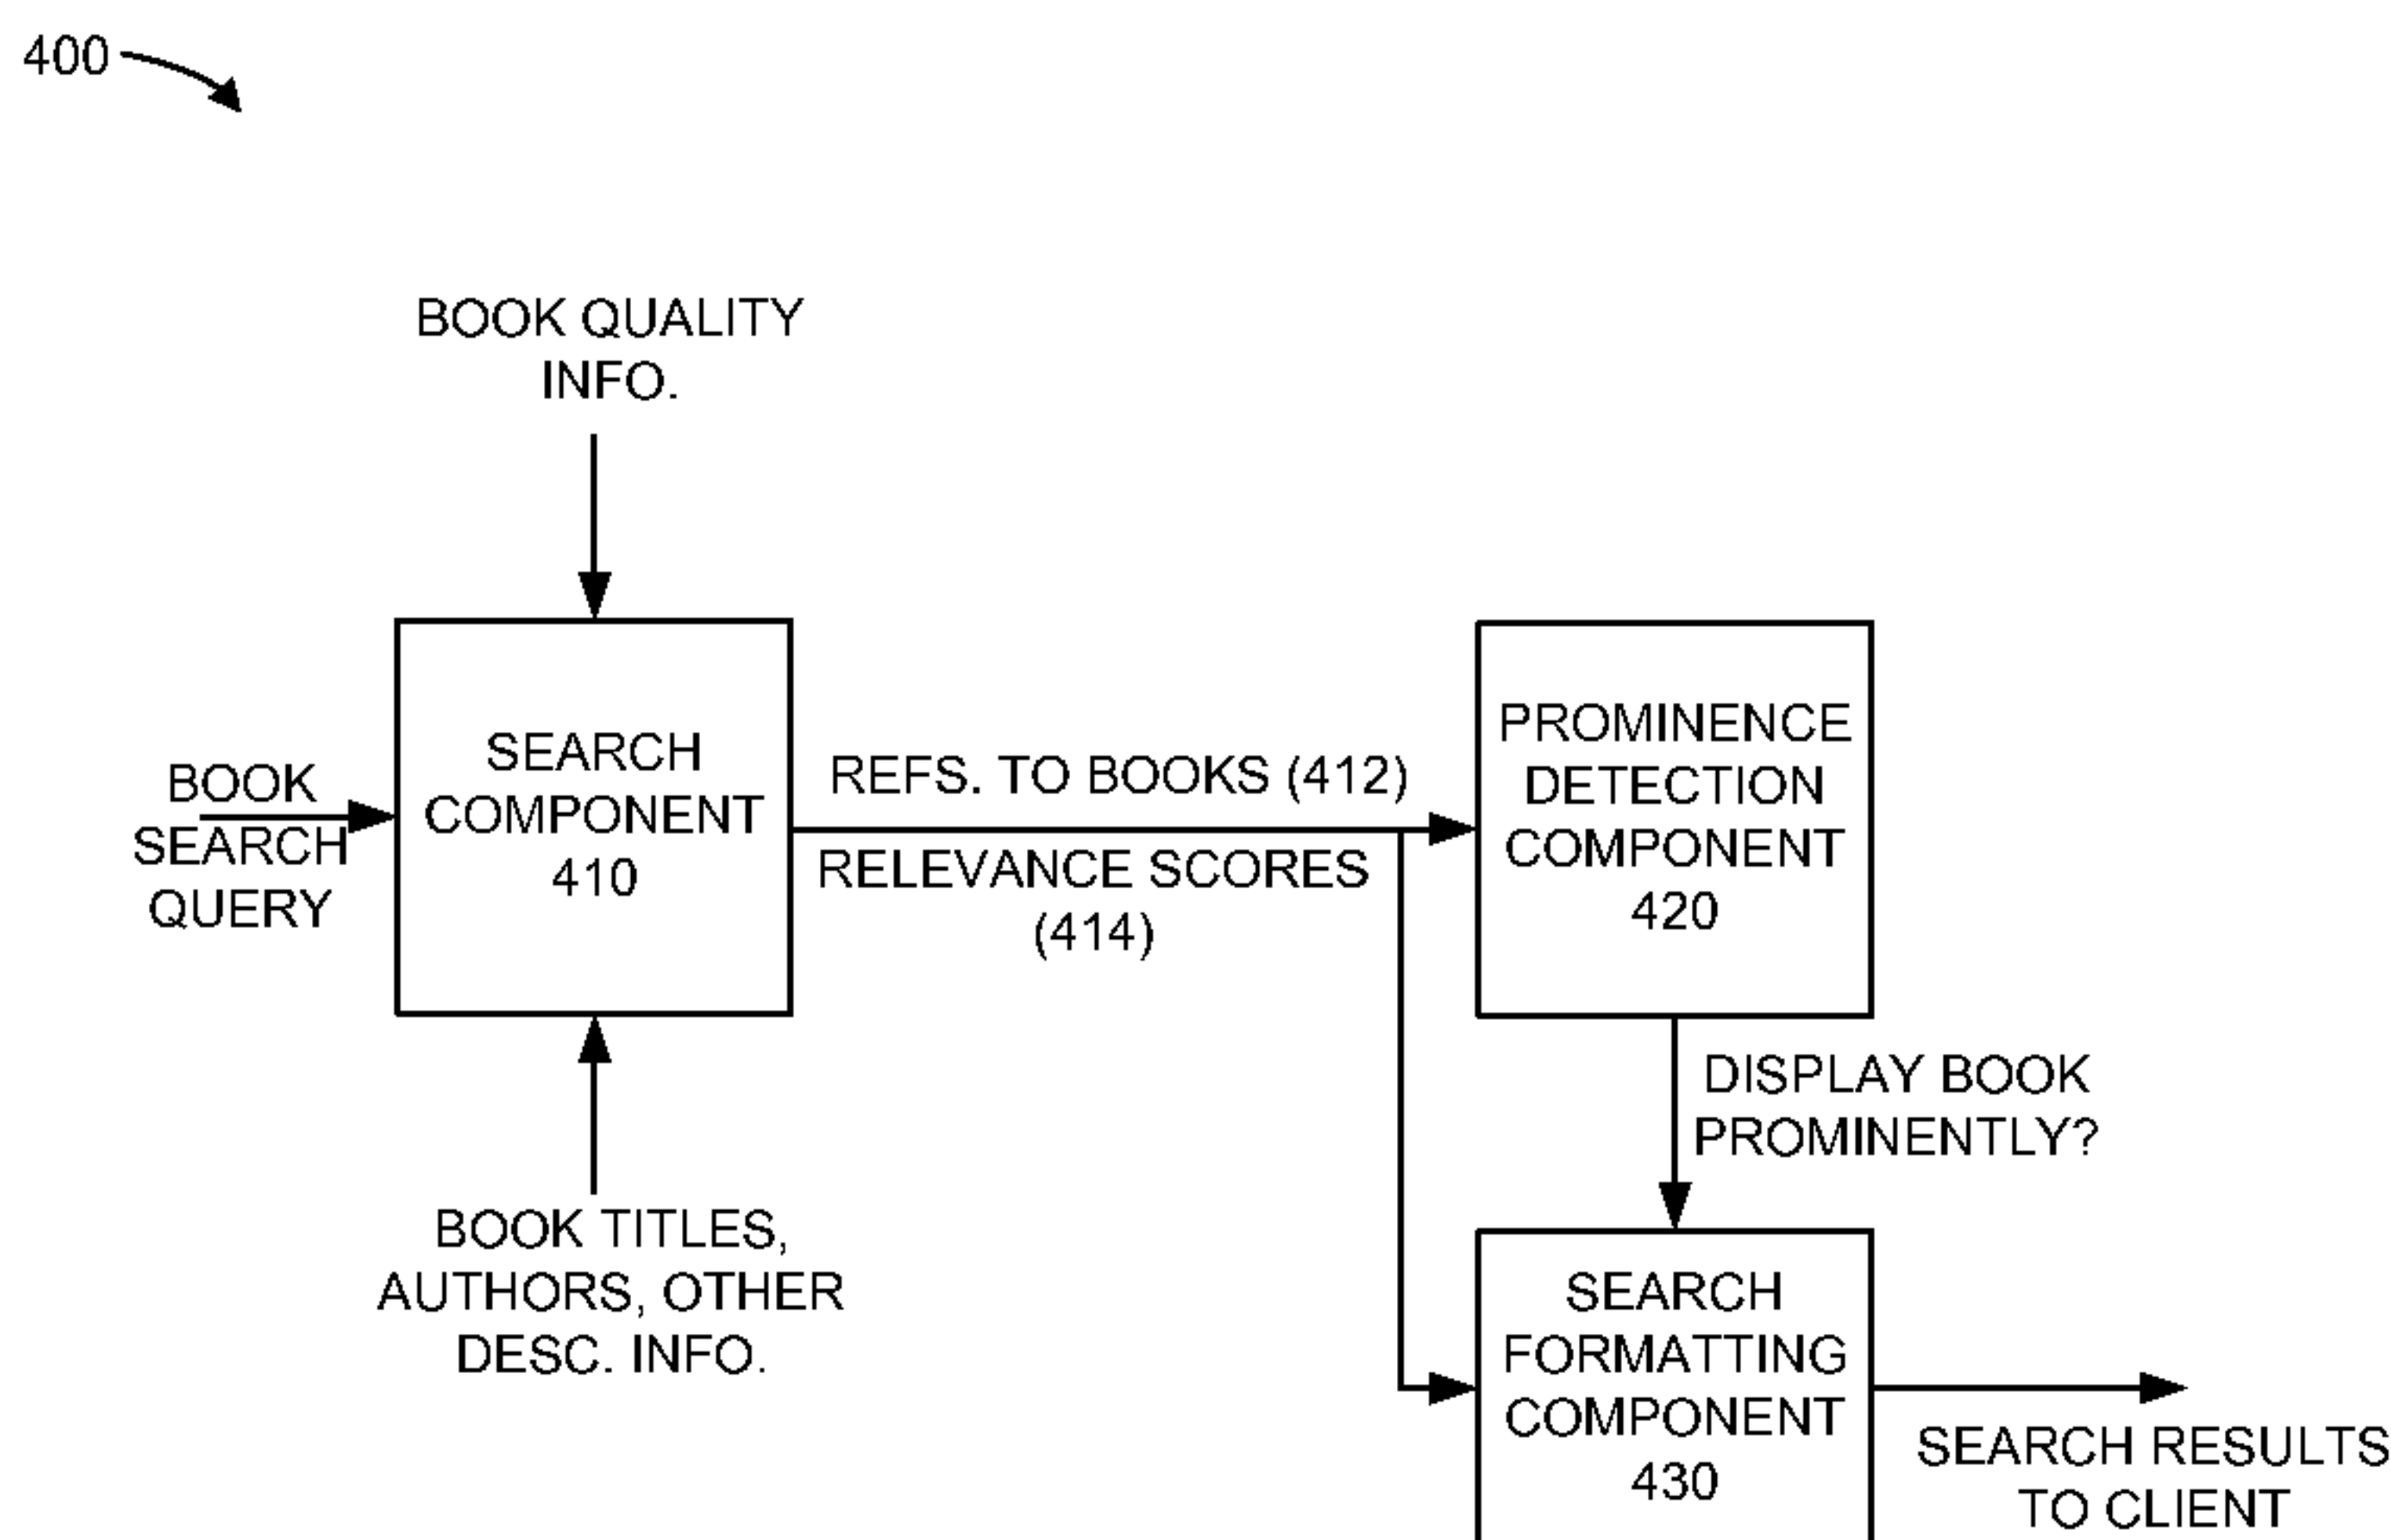 400
BOOK QUALITY
INFO.
BOOK
SEARCH
QUERY
SEARCH
COMPONENT
410
REFS. TO BOOKS (412)
RELEVANCE SCORES
(414)
PROMINENCE
DETECTION
COMPONENT
420
BOOK TITLES,
AUTHORS, OTHER
DESC. INFO.
DISPLAY BOOK
PROMINENTLY?
SEARCH
FORMATTING
COMPONENT
430
SEARCH RESULTS
TO CLIENT